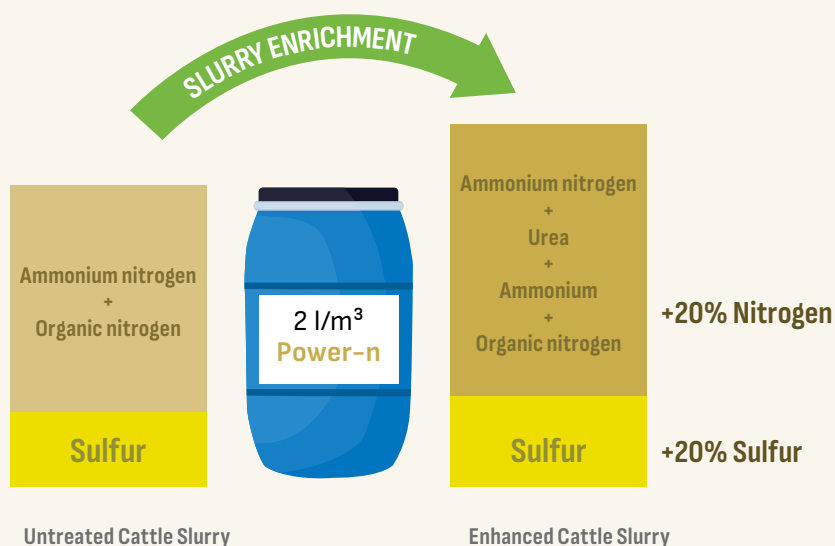 SLURRY ENRICHMENT
Ammonium nitrogen
+
Organic nitrogen
Sulfur
Untreated Cattle Slurry
2 l/m³
Power-n
Ammonium nitrogen
+
Urea
+
Ammonium
+
Organic nitrogen
Sulfur
Enhanced Cattle Slurry
+20% Nitrogen
+20% Sulfur